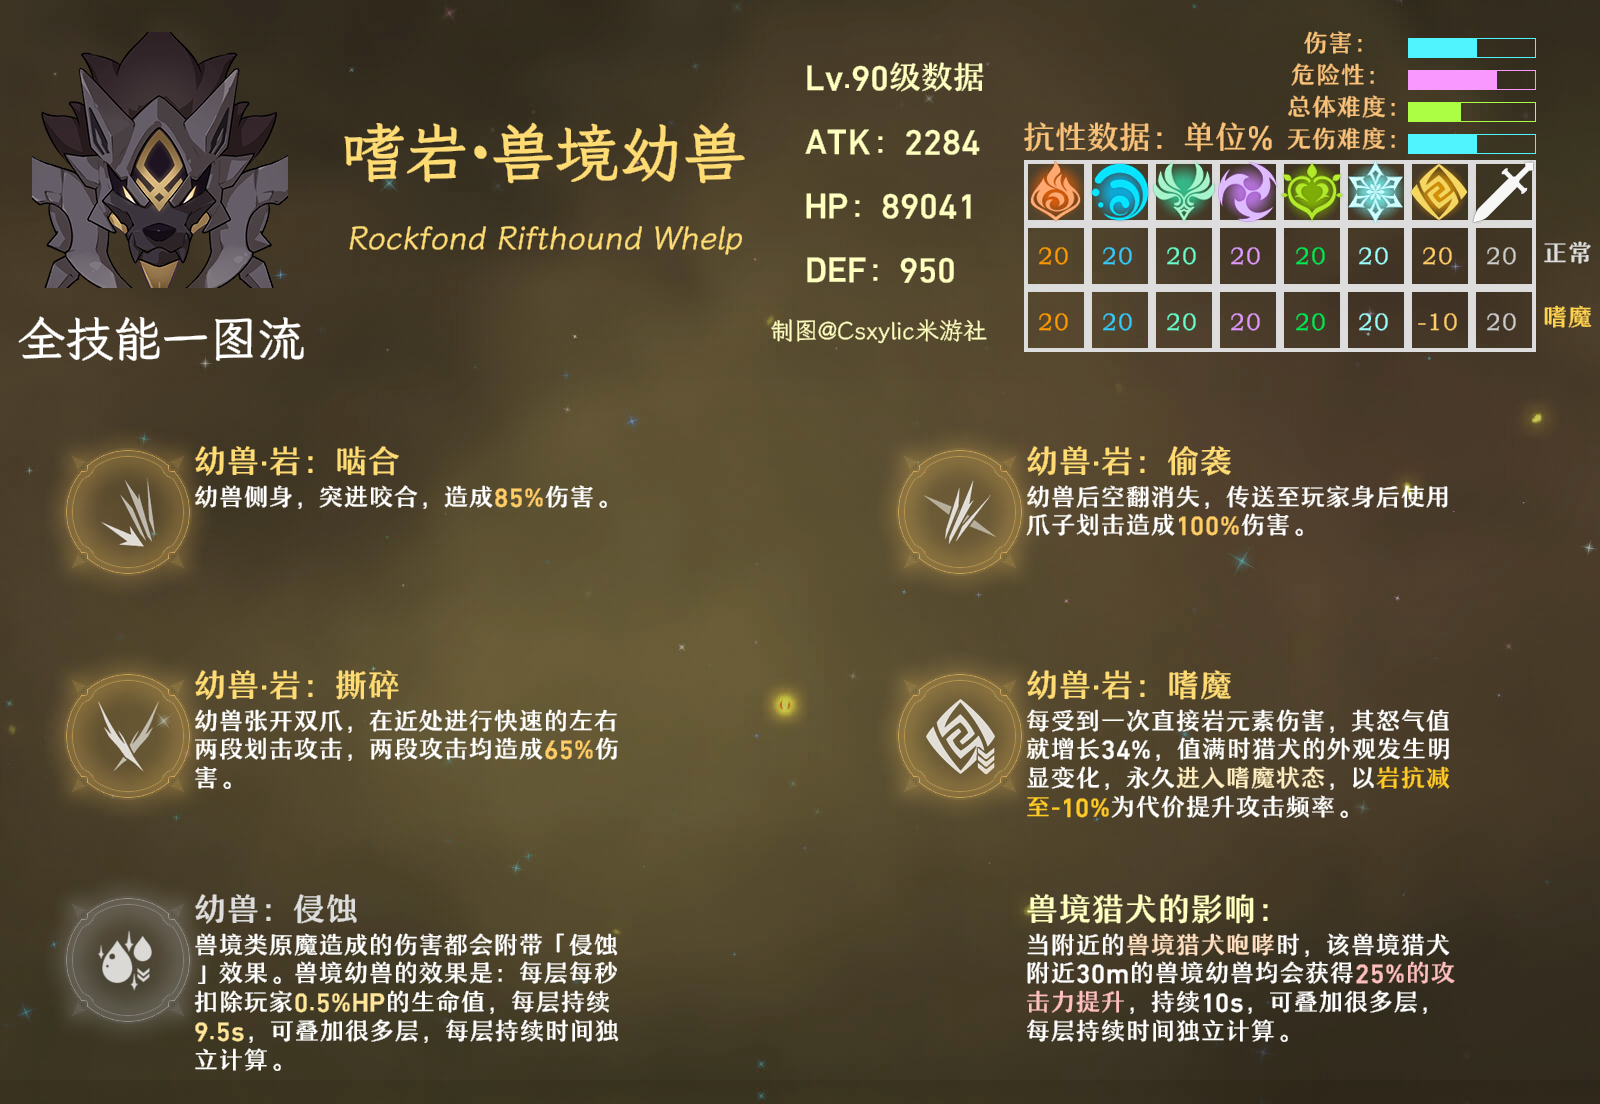 嗜岩·兽境幼兽
Rockfond Rifthound Whelp
全技能一图流
Lv.90级数据
ATK：2284
HP：89041
DEF：950
制图@Csxylic米游社
伤害：
危险性：
总体难度：
无伤难度：
抗性数据：单位%
20 20 20 20 20 20 20 20 正常
20 20 20 20 20 20 -10 20 嗜魔
幼兽·岩：啮合
幼兽侧身，突进咬合，造成85%伤害。
幼兽·岩：偷袭
幼兽后空翻消失，传送至玩家身后使用
爪子划击造成100%伤害。
幼兽·岩：撕碎
幼兽张开双爪，在近处进行快速的左右
两段划击攻击，两段攻击均造成65%伤
害。
幼兽·岩：嗜魔
每受到一次直接岩元素伤害，其怒气值
就增长34%，值满时猎犬的外观发生明
显变化，永久进入嗜魔状态，以岩抗减
至-10%为代价提升攻击频率。
幼兽：侵蚀
兽境类原魔造成的伤害都会附带「侵蚀
」效果。兽境幼兽的效果是：每层每秒
扣除玩家0.5%HP的生命值，每层持续
9.5s，可叠加很多层，每层持续时间独
立计算。
兽境猎犬的影响：
当附近的兽境猎犬咆哮时，该兽境猎犬
附近30m的兽境幼兽均会获得25%的攻
击力提升，持续10s，可叠加很多层，
每层持续时间独立计算。